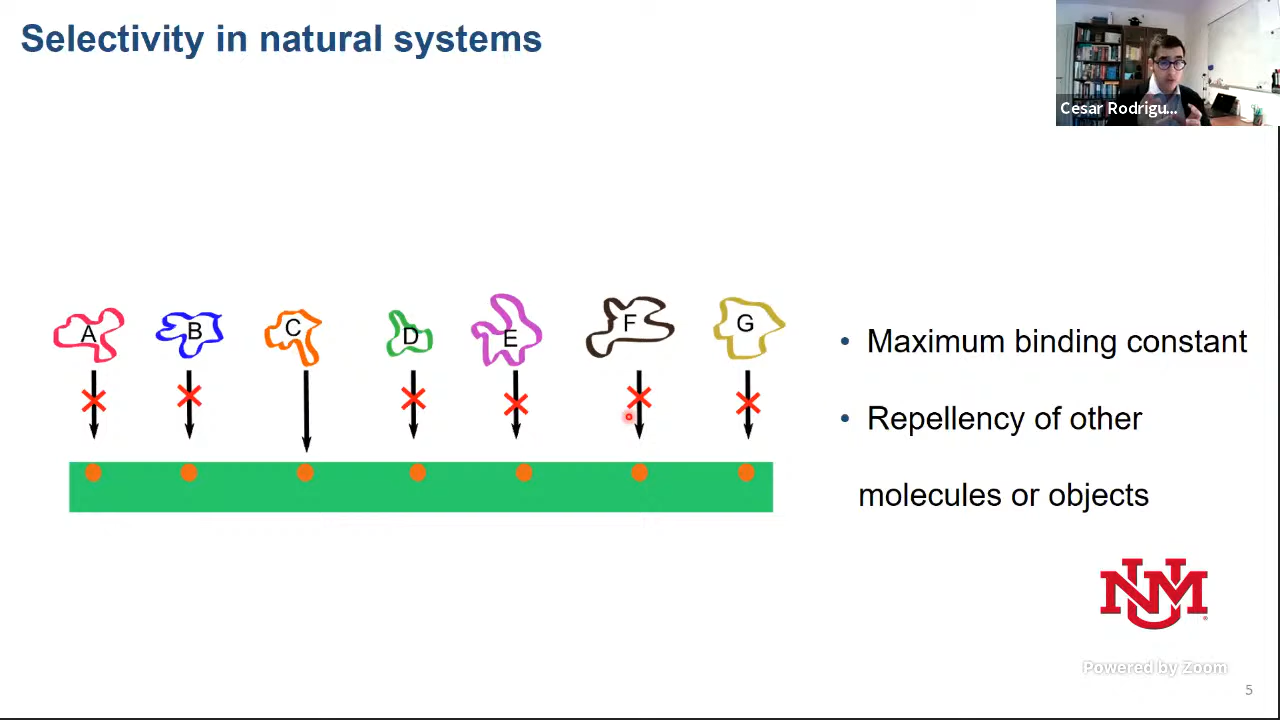 Selectivity in natural systems
Cesar Rodrigu...
A B C D E F G
• Maximum binding constant
• Repellency of other
molecules or objects
UNM
Powered by Zoom
5